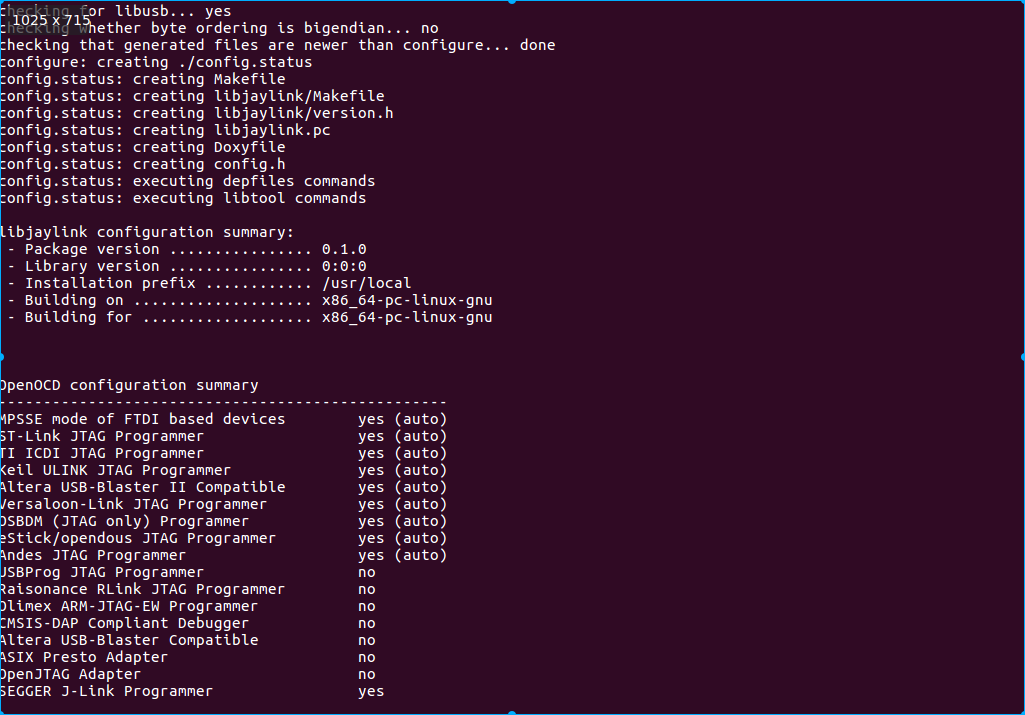 checking for libusb... yes
1025 x 715
checking whether byte ordering is bigendian... no
checking that generated files are newer than configure... done
configure: creating ./config.status
config.status: creating Makefile
config.status: creating libjaylink/Makefile
config.status: creating libjaylink/version.h
config.status: creating libjaylink.pc
config.status: creating Doxyfile
config.status: creating config.h
config.status: executing depfiles commands
config.status: executing libtool commands
libjaylink configuration summary:
- Package version ................ 0.1.0
- Library version ................ 0:0:0
- Installation prefix ............ /usr/local
- Building on .................... x86_64-pc-linux-gnu
- Building for ................... x86_64-pc-linux-gnu
OpenOCD configuration summary
--------------------------------------------------
MPSSE mode of FTDI based devices yes (auto)
ST-Link JTAG Programmer yes (auto)
TI ICDI JTAG Programmer yes (auto)
Keil ULINK JTAG Programmer yes (auto)
Altera USB-Blaster II Compatible yes (auto)
Versaloon-Link JTAG Programmer yes (auto)
OSBDM (JTAG only) Programmer yes (auto)
eStick/opendous JTAG Programmer yes (auto)
Andes JTAG Programmer yes (auto)
USBProg JTAG Programmer no
Raisonance RLink JTAG Programmer no
Olimex ARM-JTAG-EW Programmer no
CMSIS-DAP Compliant Debugger no
Altera USB-Blaster Compatible no
ASIX Presto Adapter no
OpenJTAG Adapter no
SEGGER J-Link Programmer yes